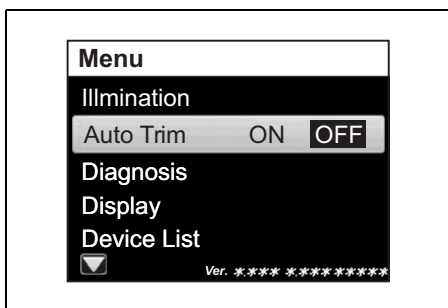 Menu
Illmination
Auto Trim ON OFF
Diagnosis
Display
Device List
Ver. *.*** *.*********